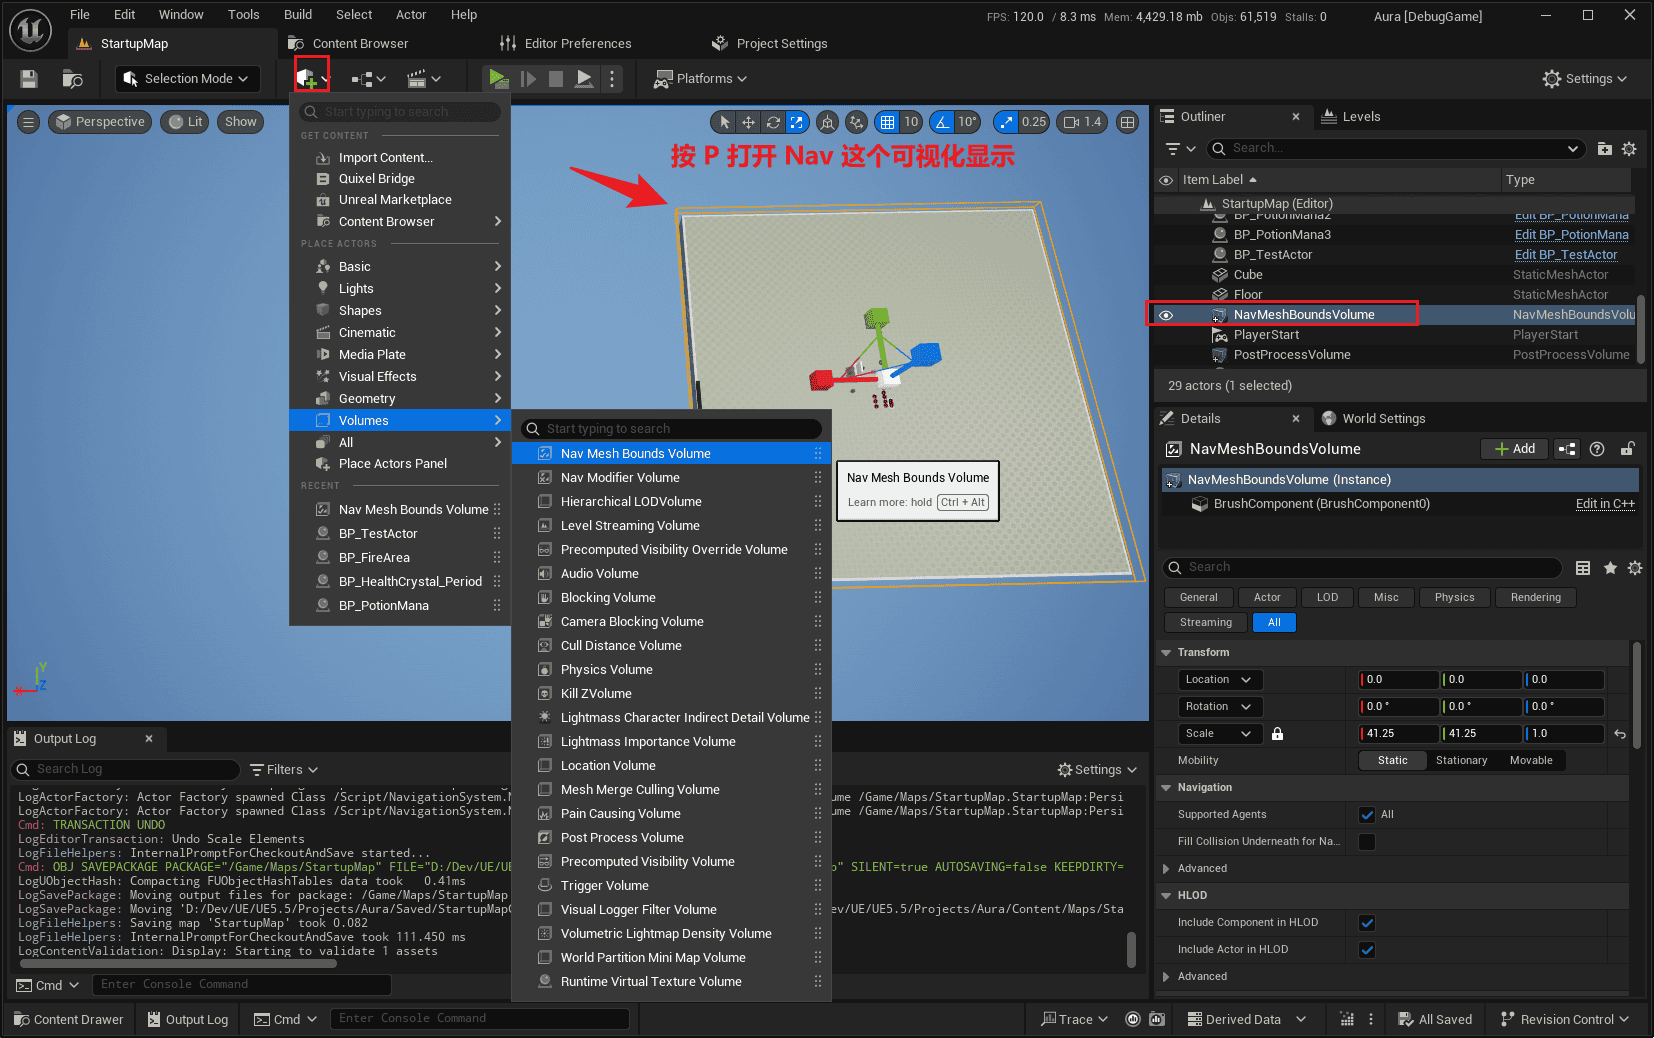 File Edit Window Tools Build Select Actor Help
FPS: 120.0 / 8.3 ms Mem: 4,429.18 mb Objs: 61,519 Stalls: 0
Aura [DebugGame]
StartupMap
Content Browser
Editor Preferences
Project Settings
Selection Mode
Platforms
Settings
Perspective
Lit
Show
10
10°
0.25
1.4
按 P 打开 Nav 这个可视化显示
Start typing to search
GET CONTENT
Import Content...
Quixel Bridge
Unreal Marketplace
Content Browser
PLACE ACTORS
Basic
Lights
Shapes
Cinematic
Media Plate
Visual Effects
Geometry
Volumes
All
Place Actors Panel
RECENT
Nav Mesh Bounds Volume
BP_TestActor
BP_FireArea
BP_HealthCrystal_Period
BP_PotionMana
Start typing to search
Nav Mesh Bounds Volume
Nav Modifier Volume
Hierarchical LODVolume
Level Streaming Volume
Precomputed Visibility Override Volume
Audio Volume
Blocking Volume
Camera Blocking Volume
Cull Distance Volume
Physics Volume
Kill ZVolume
Lightmass Character Indirect Detail Volume
Lightmass Importance Volume
Location Volume
Mesh Merge Culling Volume
Pain Causing Volume
Post Process Volume
Precomputed Visibility Volume
Trigger Volume
Visual Logger Filter Volume
Volumetric Lightmap Density Volume
World Partition Mini Map Volume
Runtime Virtual Texture Volume
Nav Mesh Bounds Volume
Learn more: hold Ctrl + Alt
Y
X
Z
Outliner
Levels
Search...
Item Label
Type
StartupMap (Editor)
BP_PotionMana2 Edit BP_PotionMana
BP_PotionMana3 Edit BP_PotionMana
BP_TestActor Edit BP_TestActor
Cube StaticMeshActor
Floor StaticMeshActor
NavMeshBoundsVolume NavMeshBoundsVolu
PlayerStart PlayerStart
PostProcessVolume PostProcessVolume
29 actors (1 selected)
Details
World Settings
NavMeshBoundsVolume
Add
NavMeshBoundsVolume (Instance)
BrushComponent (BrushComponent0) Edit in C++
Search
General Actor LOD Misc Physics Rendering
Streaming All
Transform
Location 0.0 0.0 0.0
Rotation 0.0 ° 0.0 ° 0.0 °
Scale 41.25 41.25 1.0
Mobility Static Stationary Movable
Navigation
Supported Agents All
Fill Collision Underneath for Na...
Advanced
HLOD
Include Component in HLOD
Include Actor in HLOD
Advanced
Output Log
Search Log
Filters
Settings
LogActorFactory: Actor Factory spawned Class /Script/NavigationSystem.N ume /Game/Maps/StartupMap.StartupMap:Persi
LogActorFactory: Actor Factory spawned Class /Script/NavigationSystem.N ume /Game/Maps/StartupMap.StartupMap:Persi
Cmd: TRANSACTION UNDO
LogEditorTransaction: Undo Scale Elements
LogFileHelpers: InternalPromptForCheckoutAndSave started...
Cmd: OBJ SAVEPACKAGE PACKAGE="/Game/Maps/StartupMap" FILE="D:/Dev/UE/UE p" SILENT=true AUTOSAVING=false KEEPDIRTY=
LogUObjectHash: Compacting FUObjectHashTables data took 0.41ms
LogSavePackage: Moving output files for package: /Game/Maps/StartupMap
LogSavePackage: Moving 'D:/Dev/UE/UE5.5/Projects/Aura/Saved/StartupMap ev/UE/UE5.5/Projects/Aura/Content/Maps/Sta
LogFileHelpers: Saving map 'StartupMap' took 0.082
LogFileHelpers: InternalPromptForCheckoutAndSave took 111.450 ms
LogContentValidation: Display: Starting to validate 1 assets
Cmd
Enter Console Command
Content Drawer
Output Log
Cmd
Enter Console Command
Trace
Derived Data
All Saved
Revision Control